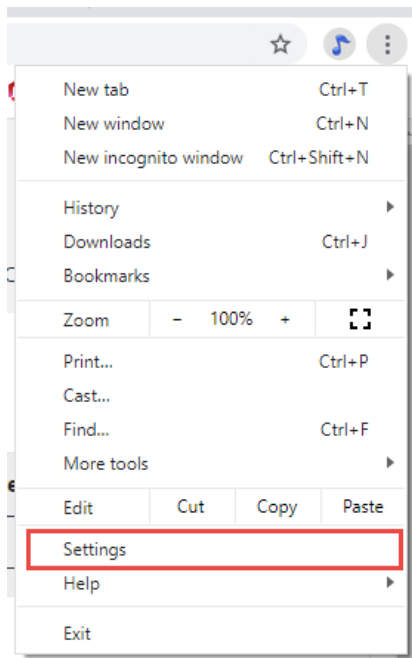 New tab Ctrl+T
New window Ctrl+N
New incognito window Ctrl+Shift+N
History
Downloads Ctrl+J
Bookmarks
Zoom - 100% +
Print... Ctrl+P
Cast...
Find... Ctrl+F
More tools
Edit Cut Copy Paste
Settings
Help
Exit